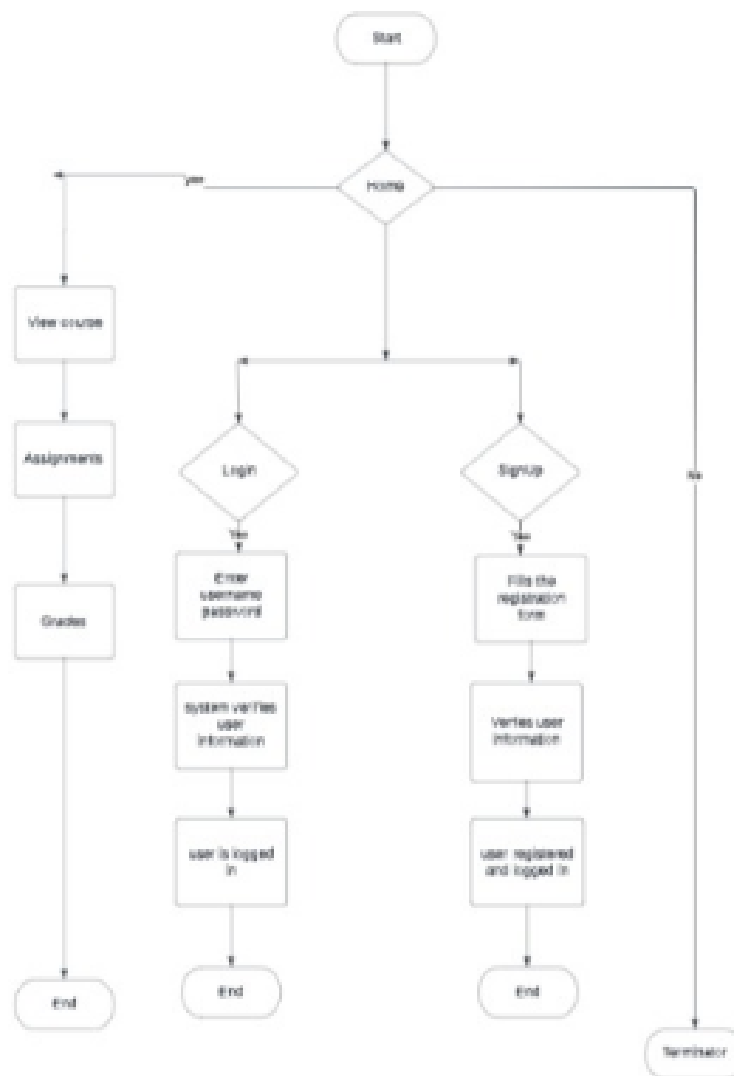 Start
Home
yes
View course
Assignments
Grades
End
Login
Yes
Enter
username
password
system verifies
user
information
user is logged
in
End
SignUp
Yes
Fills the
registration
form
Verfies user
information
user registered
and logged in
End
No
Terminator